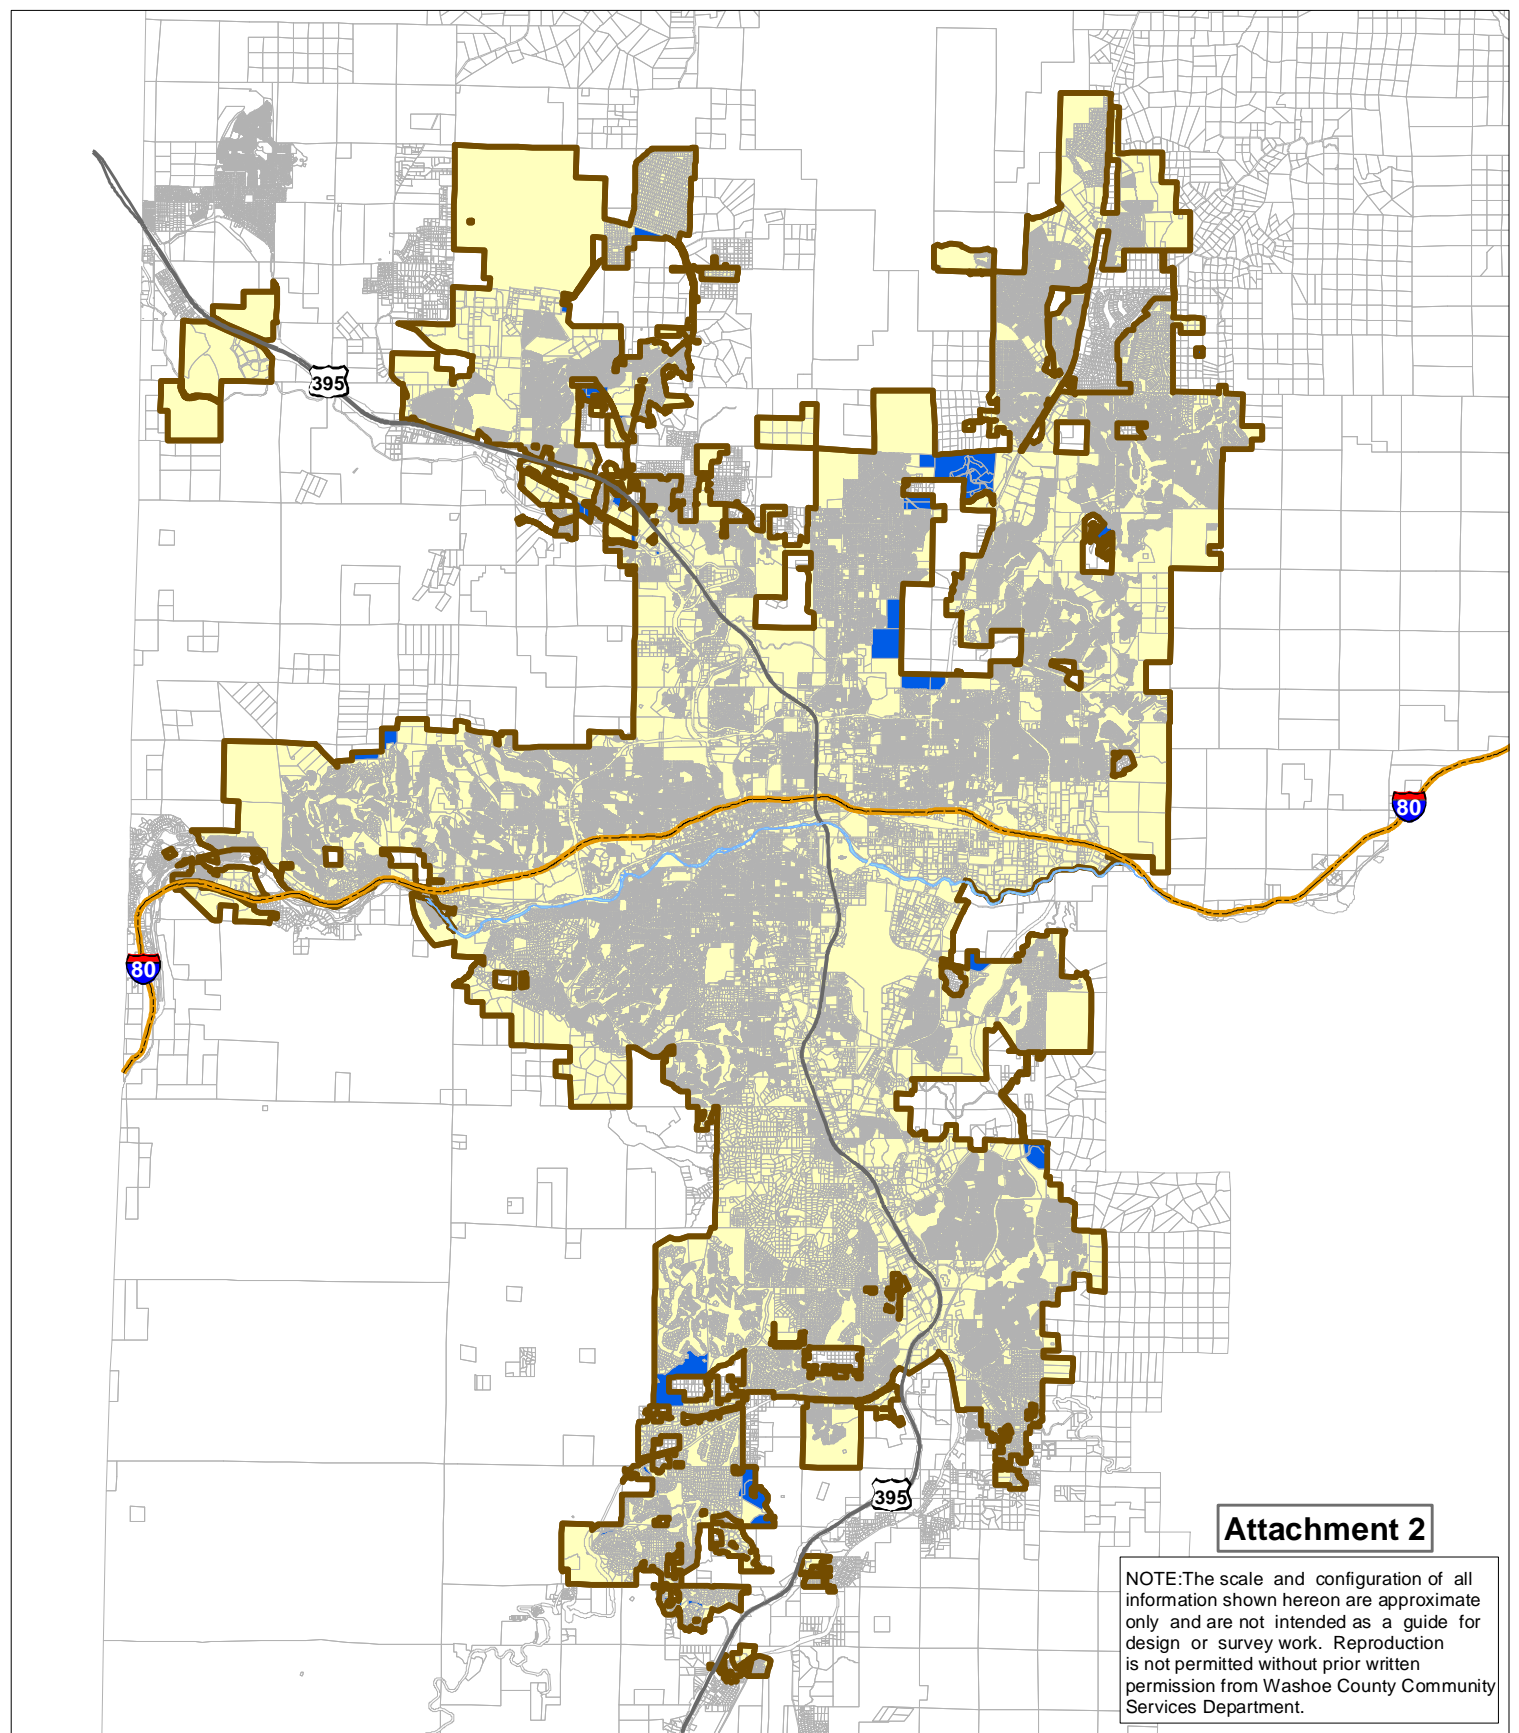 395
80
80
395
Attachment 2
NOTE:The scale and configuration of all
information shown hereon are approximate
only and are not intended as a guide for
design or survey work. Reproduction
is not permitted without prior written
permission from Washoe County Community
Services Department.